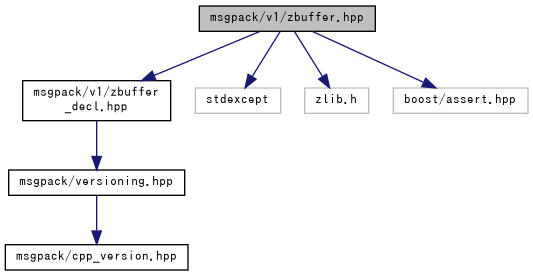 msgpack/v1/zbuffer.hpp
msgpack/v1/zbuffer
_decl.hpp
stdexcept
zlib.h
boost/assert.hpp
msgpack/versioning.hpp
msgpack/cpp_version.hpp